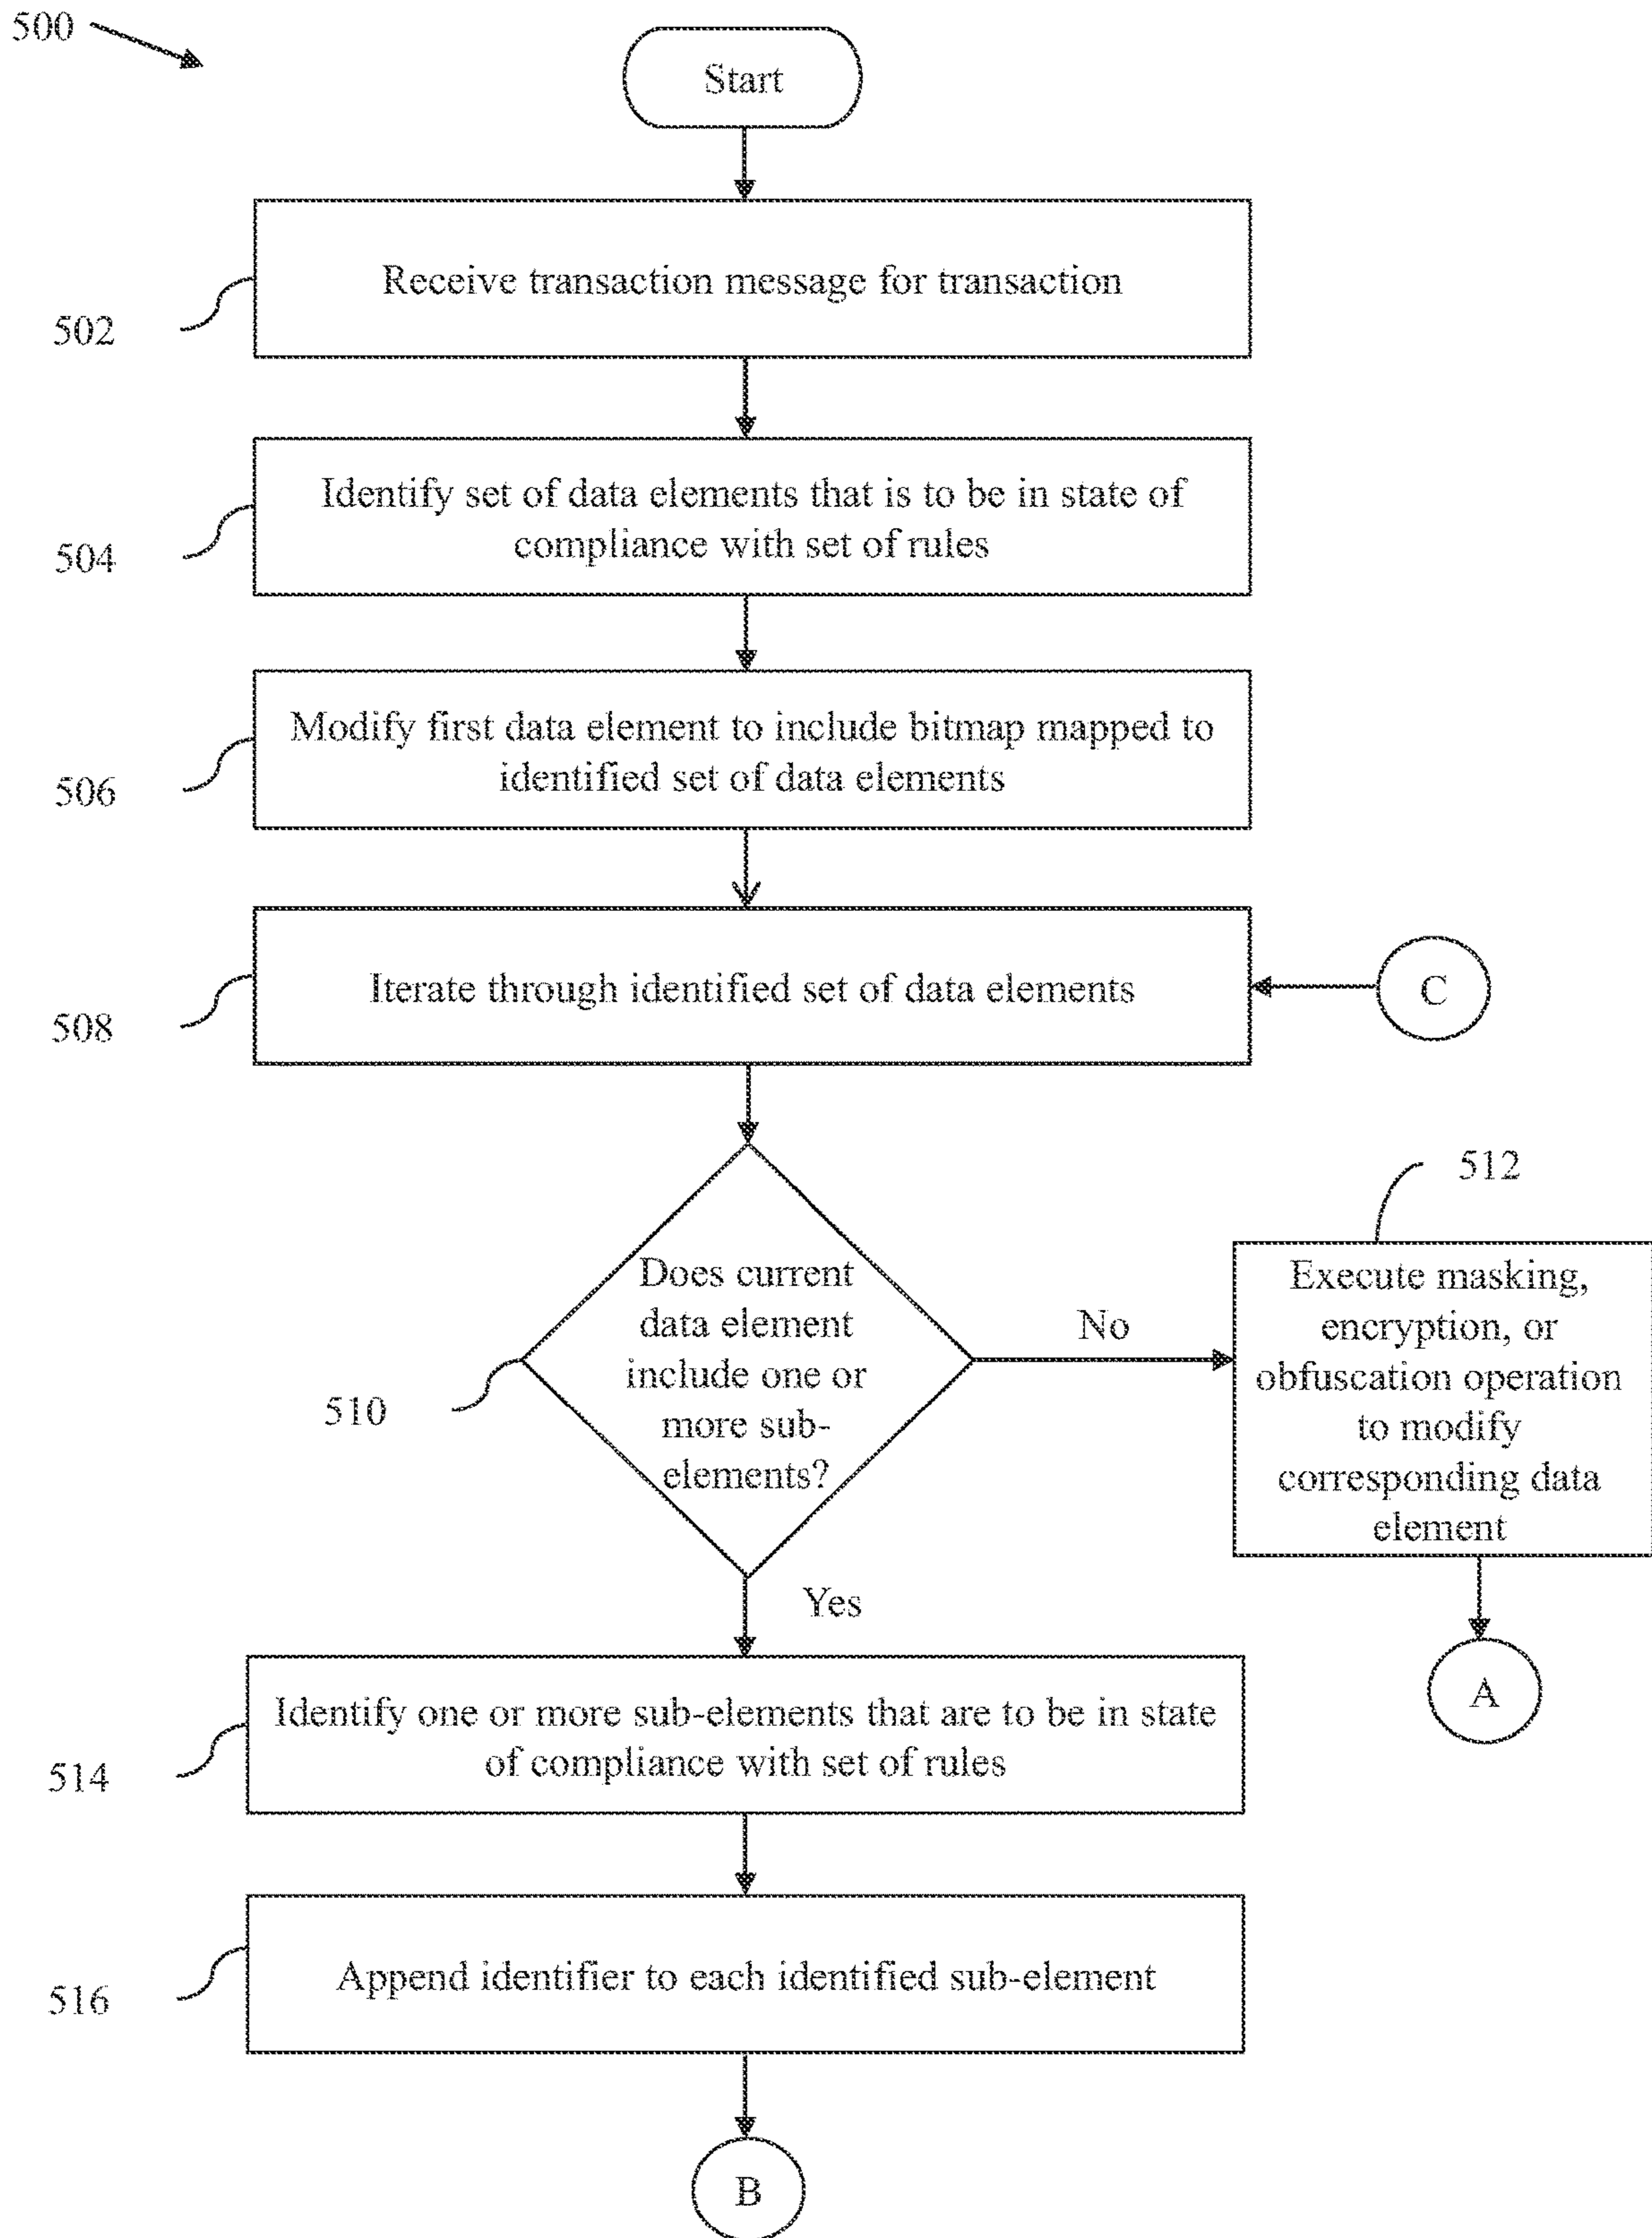 500
Start
Receive transaction message for transaction
502
Identify set of data elements that is to be in state of
compliance with set of rules
504
Modify first data element to include bitmap mapped to
identified set of data elements
506
Iterate through identified set of data elements
C
508
512
Does current
data element
include one or
more sub-
elements?
No
Execute masking,
encryption, or
obfuscation operation
to modify
corresponding data
element
510
Yes
A
Identify one or more sub-elements that are to be in state
of compliance with set of rules
514
Append identifier to each identified sub-element
516
B